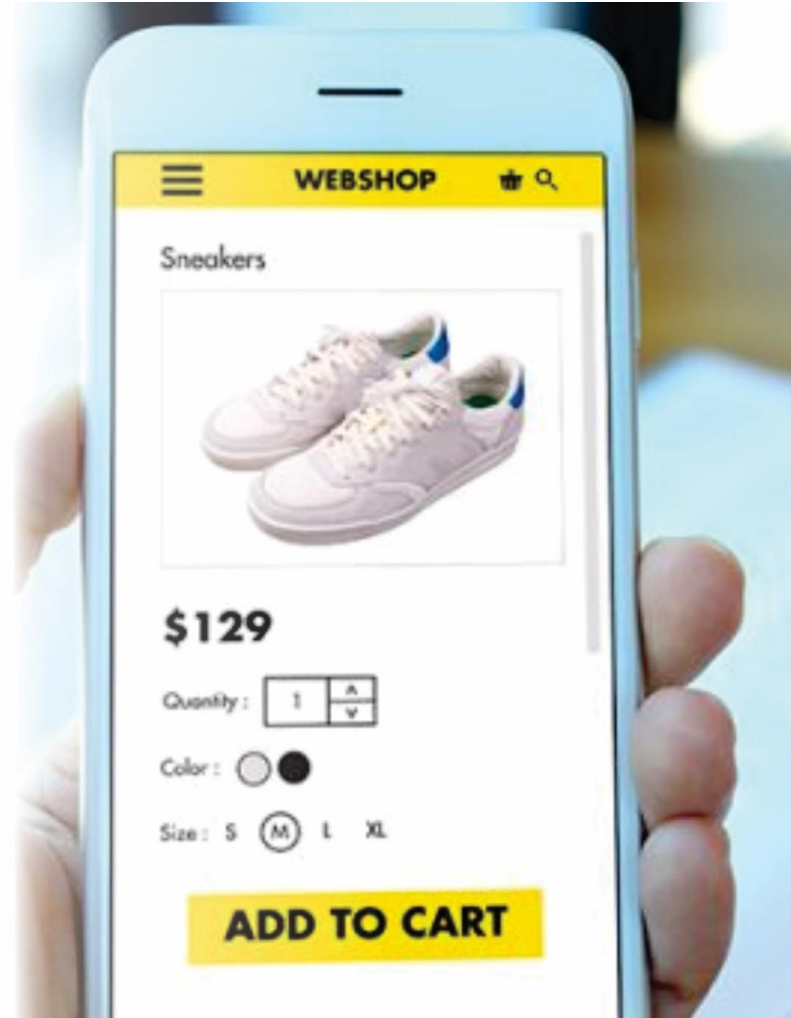 WEBSHOP
Sneakers
$129
Quantity : 1
Color :
Size : S M L XL
ADD TO CART